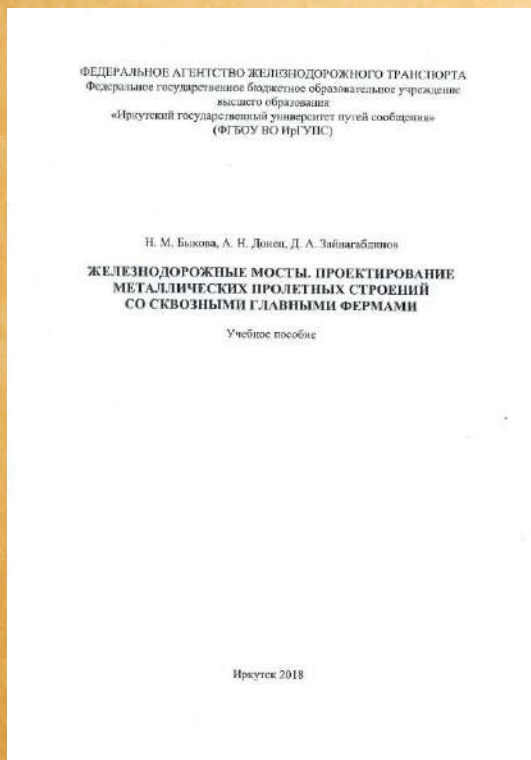 ФЕДЕРАЛЬНОЕ АГЕНТСТВО ЖЕЛЕЗНОДОРОЖНОГО ТРАНСПОРТА
Федеральное государственное бюджетное образовательное учреждение
высшего образования
«Иркутский государственный университет путей сообщения»
(ФГБОУ ВО ИрГУПС)
Н. М. Быкова, А. Н. Донец, Д. А. Зайнагабдинов
ЖЕЛЕЗНОДОРОЖНЫЕ МОСТЫ. ПРОЕКТИРОВАНИЕ
МЕТАЛЛИЧЕСКИХ ПРОЛЕТНЫХ СТРОЕНИЙ
СО СКВОЗНЫМИ ГЛАВНЫМИ ФЕРМАМИ
Учебное пособие
Иркутск 2018